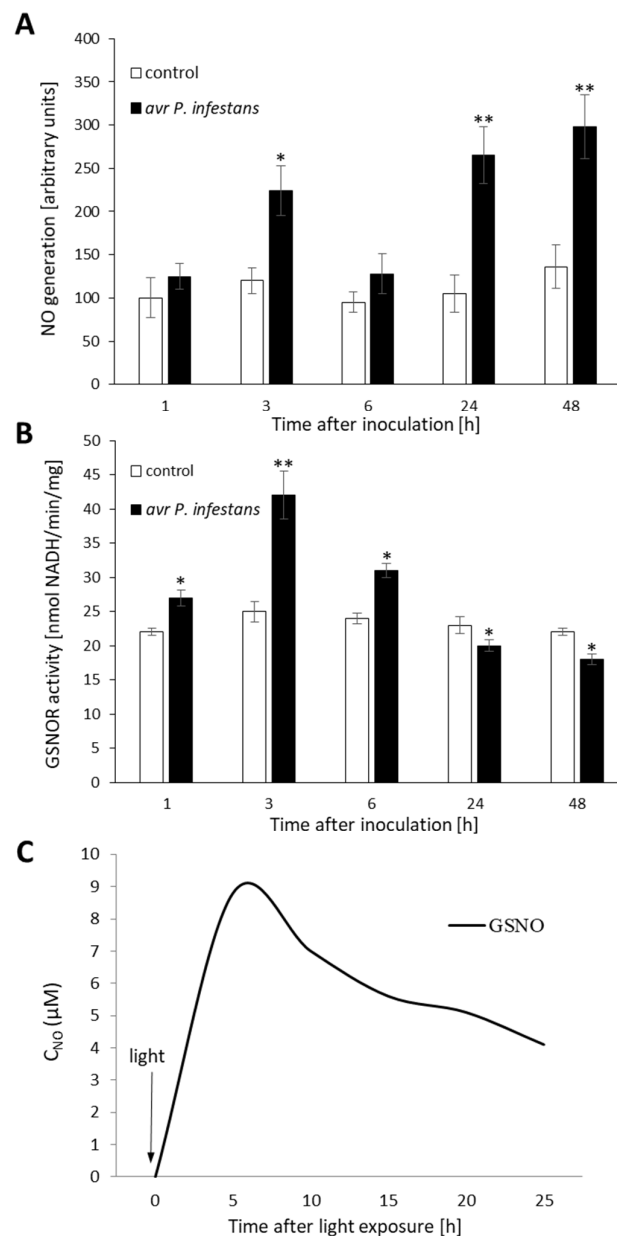 A
NO generation [arbitrary units]
400
350
300
250
200
150
100
50
0
control
avr P. infestans
*
**
**
1 3 6 24 48
Time after inoculation [h]
B
GSNOR activity [nmol NADH/min/mg]
50
45
40
35
30
25
20
15
10
5
0
control
avr P. infestans
*
**
*
*
*
1 3 6 24 48
Time after inoculation [h]
C
C_NO (μM)
10
9
8
7
6
5
4
3
2
1
0
GSNO
light
0 5 10 15 20 25
Time after light exposure [h]